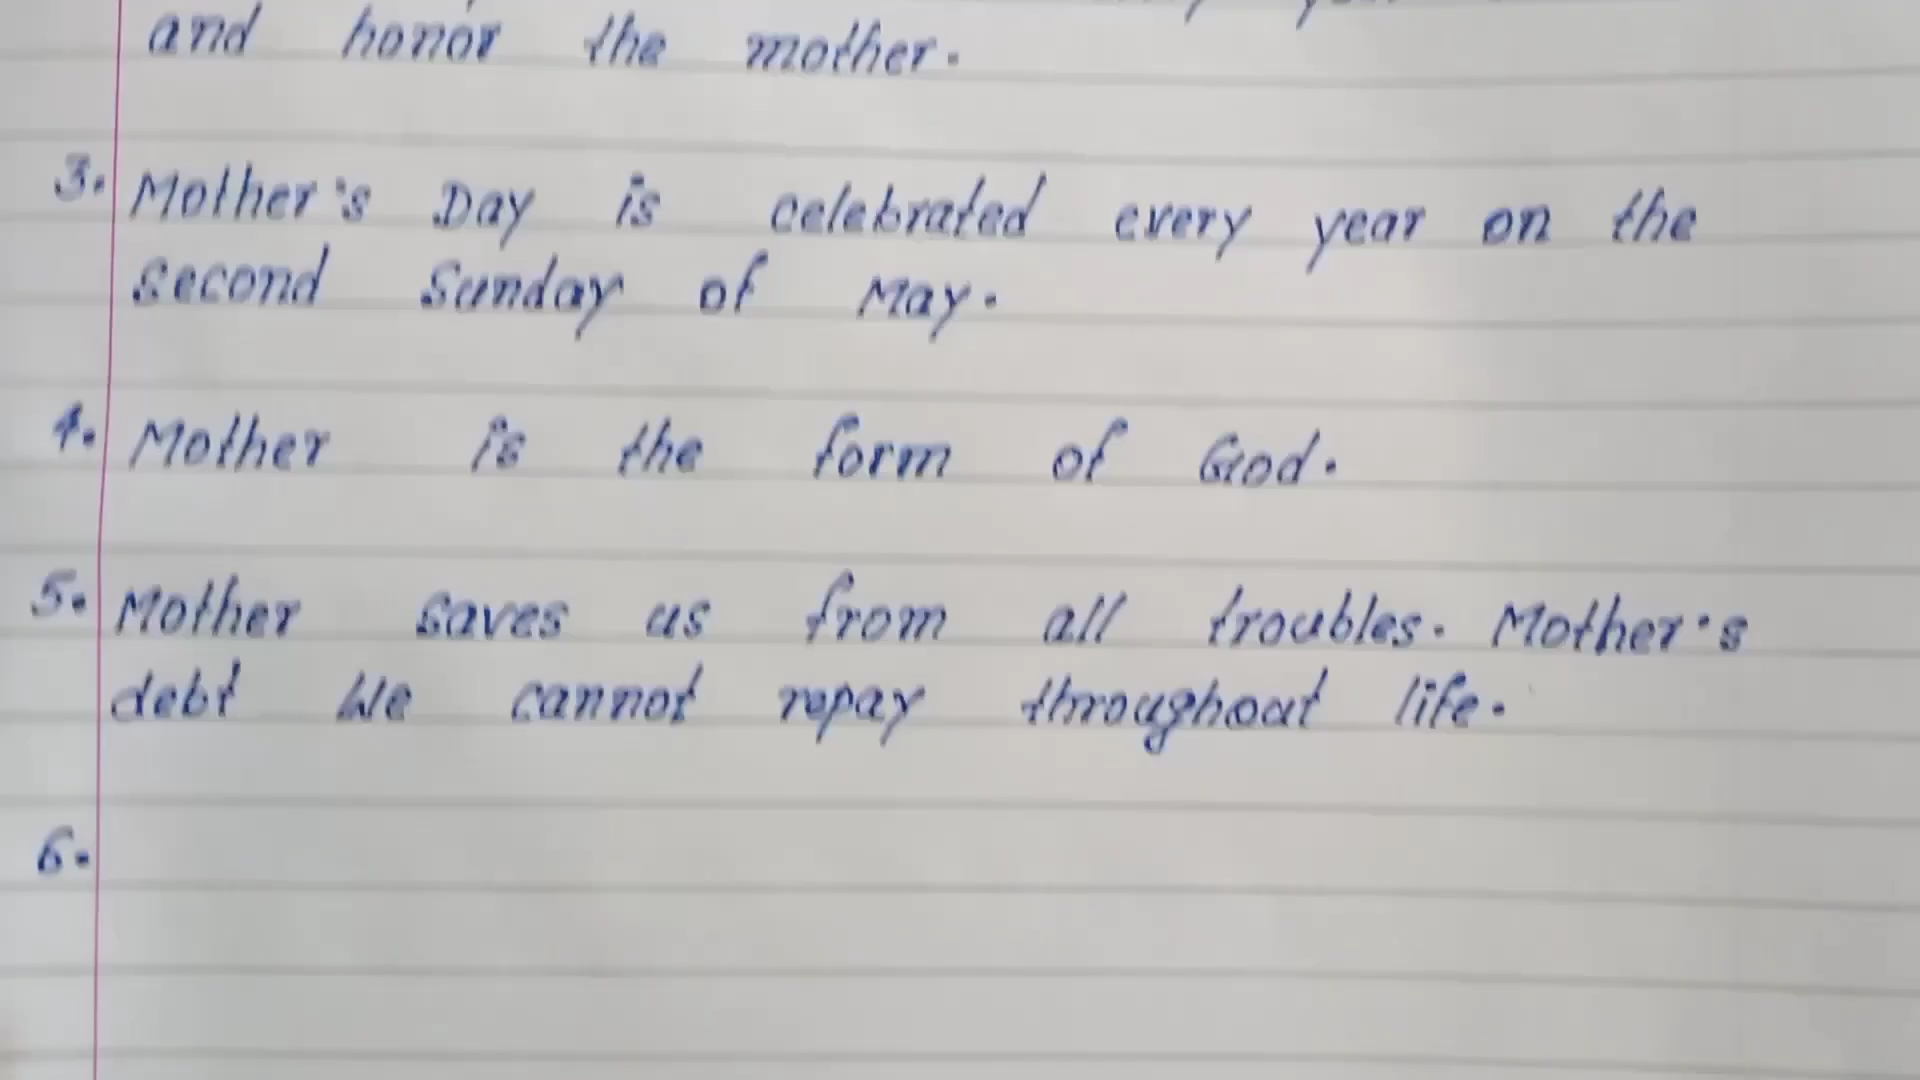 and honor the mother.
3. Mother's Day is celebrated every year on the
second Sunday of May.
4. Mother is the form of God.
5. Mother saves us from all troubles. Mother's
debt We cannot repay throughout life.
6.